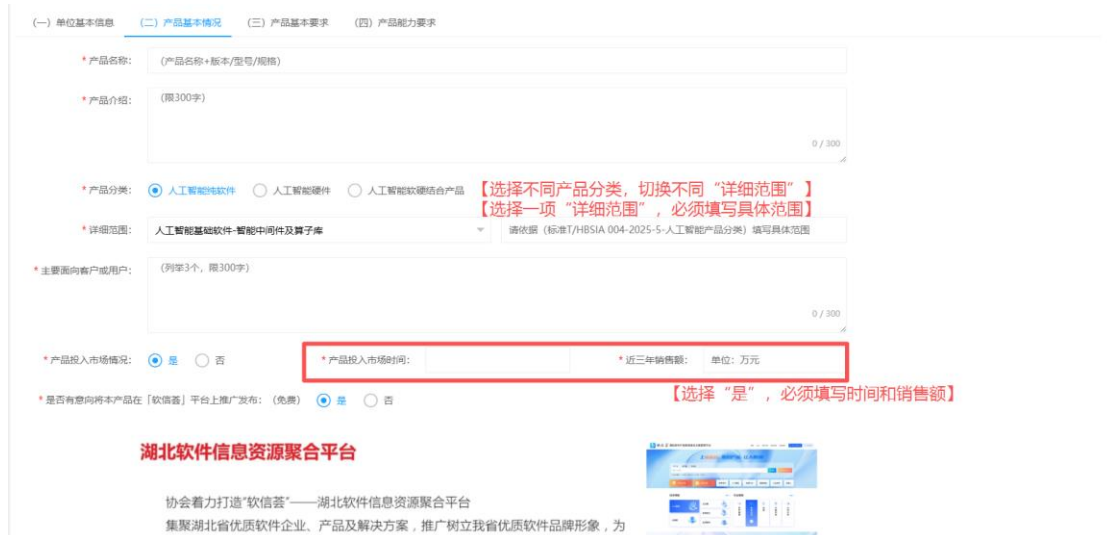 (一) 单位基本信息 (二) 产品基本情况 (三) 产品基本要求 (四) 产品能力要求
* 产品名称: (产品名称+版本/型号/规格)
* 产品介绍: (限300字)
0 / 300
* 产品分类: 人工智能纯软件 人工智能硬件 人工智能软硬结合产品 【选择不同产品分类，切换不同“详细范围”】
【选择一项“详细范围”，必须填写具体范围】
* 详细范围: 人工智能基础软件-智能中间件及算子库 请依据 (标准T/HBSIA 004-2025-5-人工智能产品分类) 填写具体范围
* 主要面向客户或用户: (列举3个, 限300字)
0 / 300
* 产品投入市场情况: 是 否 * 产品投入市场时间: * 近三年销售额: 单位: 万元
【选择“是”，必须填写时间和销售额】
* 是否有意向将本产品在「软信荟」平台上推广发布: (免费) 是 否
湖北软件信息资源聚合平台
协会着力打造“软信荟”——湖北软件信息资源聚合平台
集聚湖北省优质软件企业、产品及解决方案，推广树立我省优质软件品牌形象，为